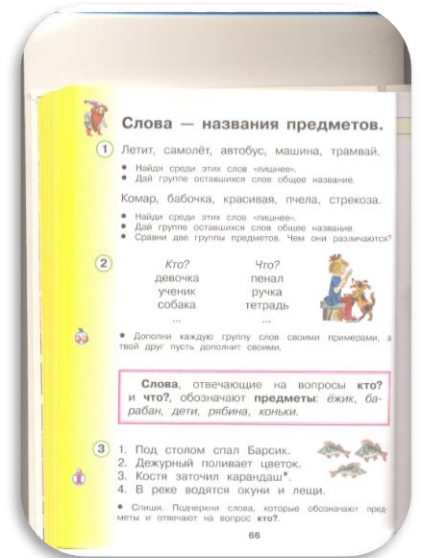 Слова — названия предметов.
1 Летит, самолёт, автобус, машина, трамвай.
• Найди среди этих слов «лишнее».
• Дай группе оставшихся слов общее название.
Комар, бабочка, красивая, пчела, стрекоза.
• Найди среди этих слов «лишнее».
• Дай группе оставшихся слов общее название.
• Сравни две группы предметов. Чем они различаются?
2 Кто? Что?
девочка пенал
ученик ручка
собака тетрадь
... ...
• Дополни каждую группу слов своими примерами, а
твой друг пусть дополнит своими.
Слова, отвечающие на вопросы кто?
и что?, обозначают предметы: ёжик, ба-
рабан, дети, рябина, коньки.
3 1. Под столом спал Барсик.
2. Дежурный поливает цветок.
3. Костя заточил карандаш*.
4. В реке водятся окуни и лещи.
• Спиши. Подчеркни слова, которые обозначают пред-
меты и отвечают на вопрос кто?.
66